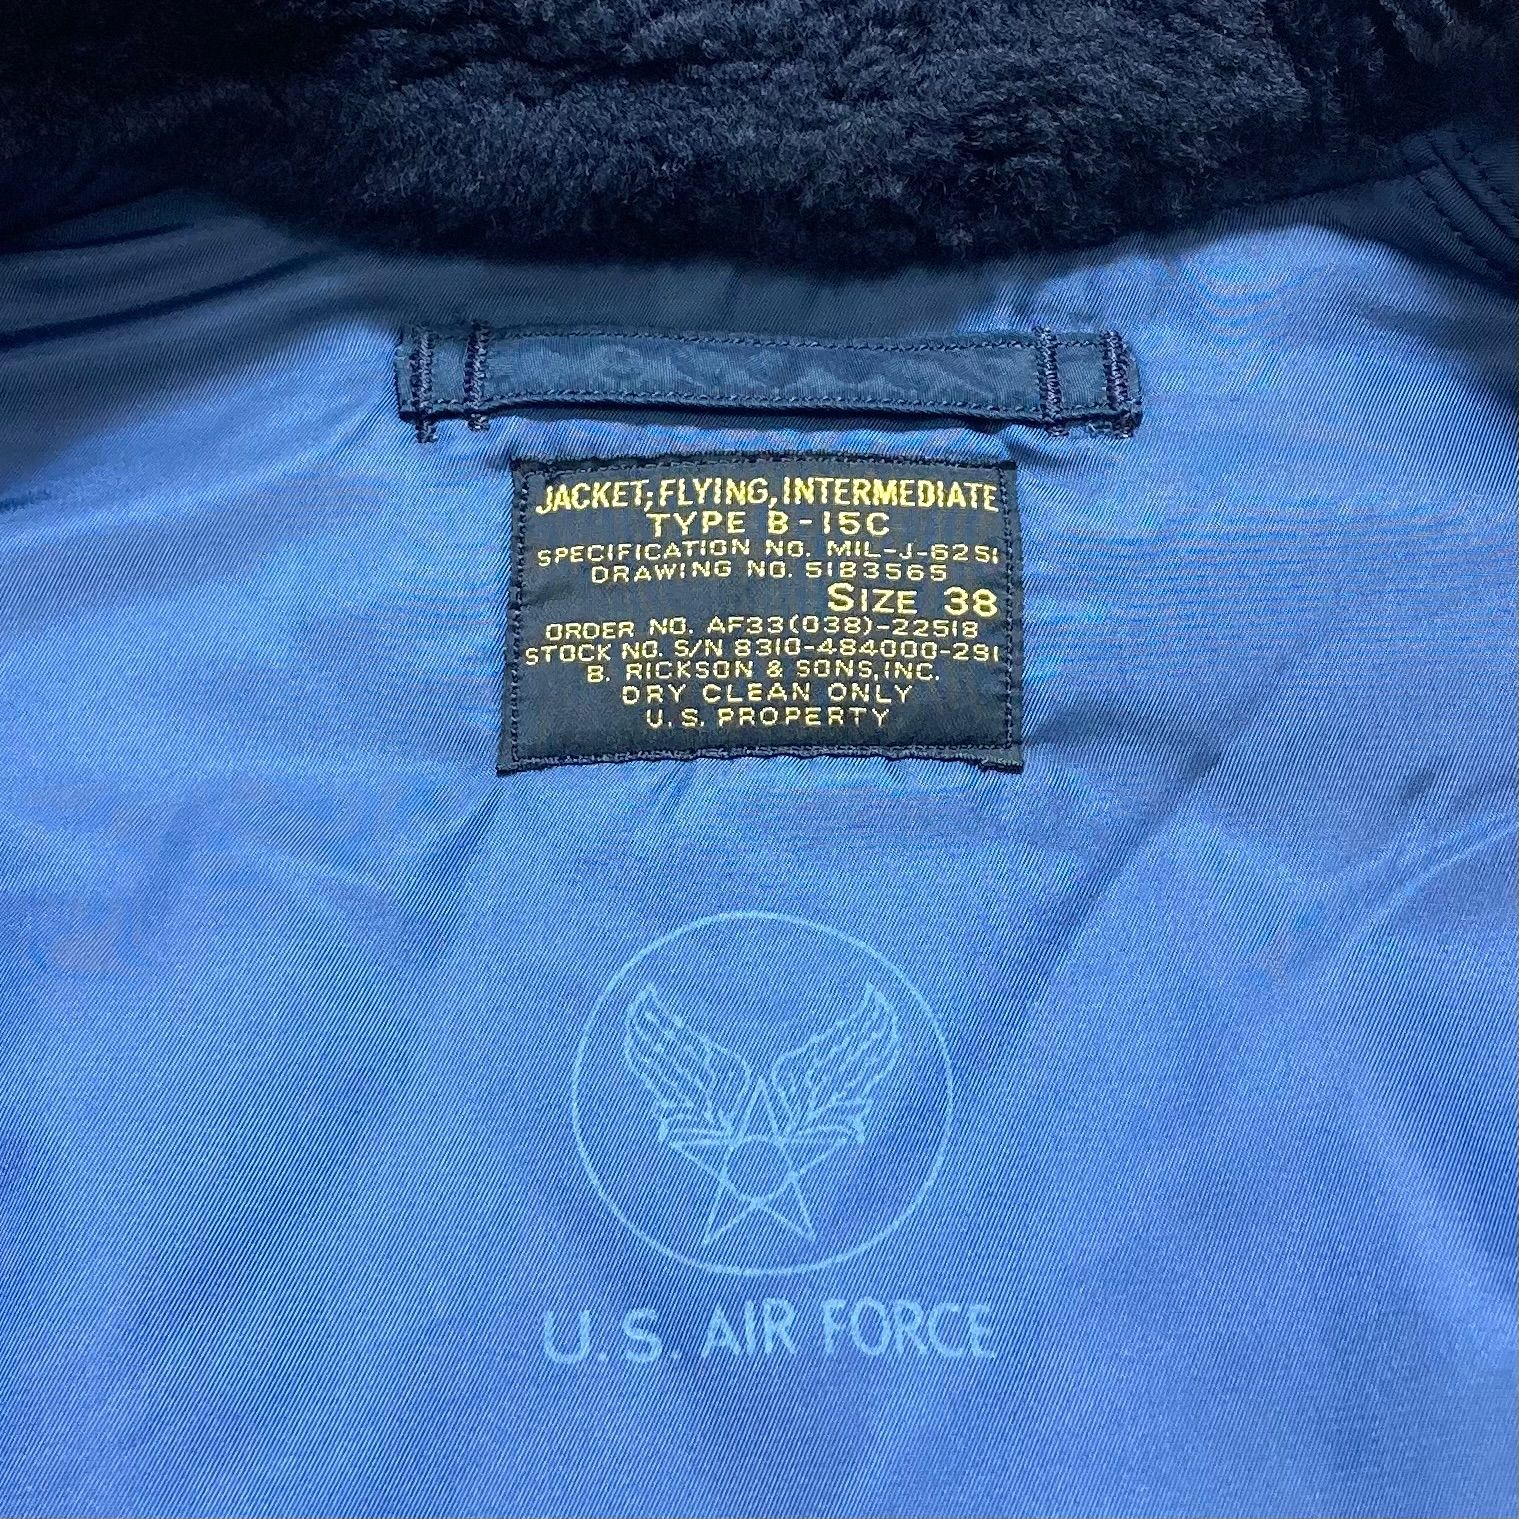 JACKET; FLYING, INTERMEDIATE
TYPE B-15C
SPECIFICATION NO. MIL-J-6251
DRAWING NO. 5183565
SIZE 38
ORDER NO. AF33(038)-22518
STOCK NO. S/N 8310-484000-291
B. RICKSON & SONS, INC.
DRY CLEAN ONLY
U. S. PROPERTY
U.S. AIR FORCE